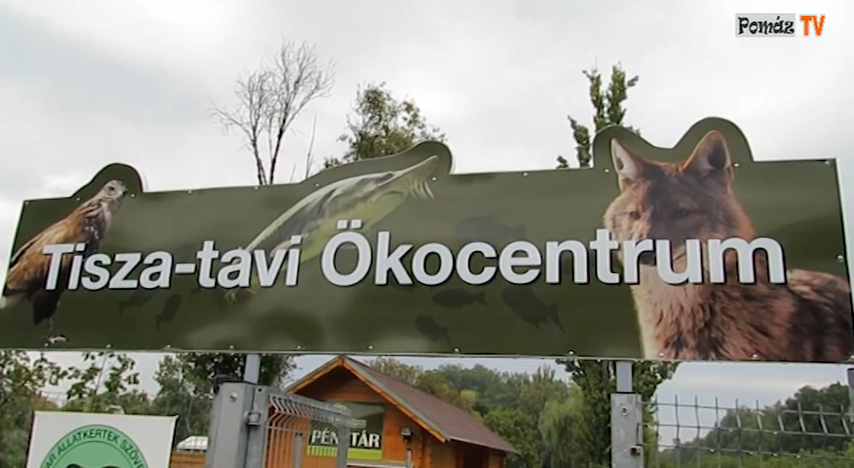 Pomáz TV
Tisza-tavi Ökocentrum
PÉNZTÁR
ÁLLATKERTEK SZÖV